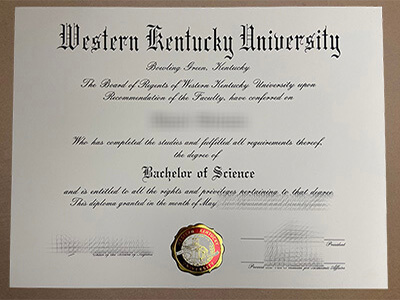 Western Kentucky University
Bowling Green, Kentucky
The Board of Regents of Western Kentucky University upon
Recommendation of the Faculty, have conferred on
Who has completed the studies and fulfilled all requirements thereof,
the degree of
Bachelor of Science
and is entitled to all the rights and privileges pertaining to that degree.
This diploma granted in the month of May
President